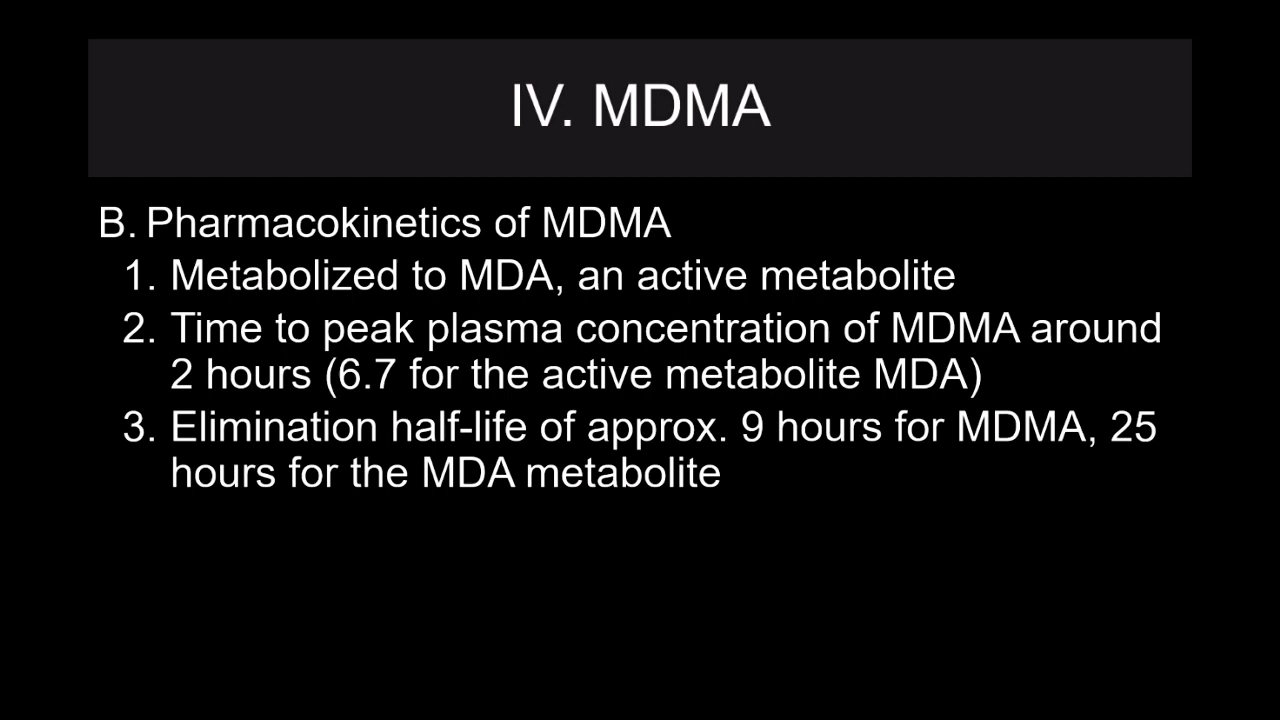 IV. MDMA
B. Pharmacokinetics of MDMA
1. Metabolized to MDA, an active metabolite
2. Time to peak plasma concentration of MDMA around
2 hours (6.7 for the active metabolite MDA)
3. Elimination half-life of approx. 9 hours for MDMA, 25
hours for the MDA metabolite